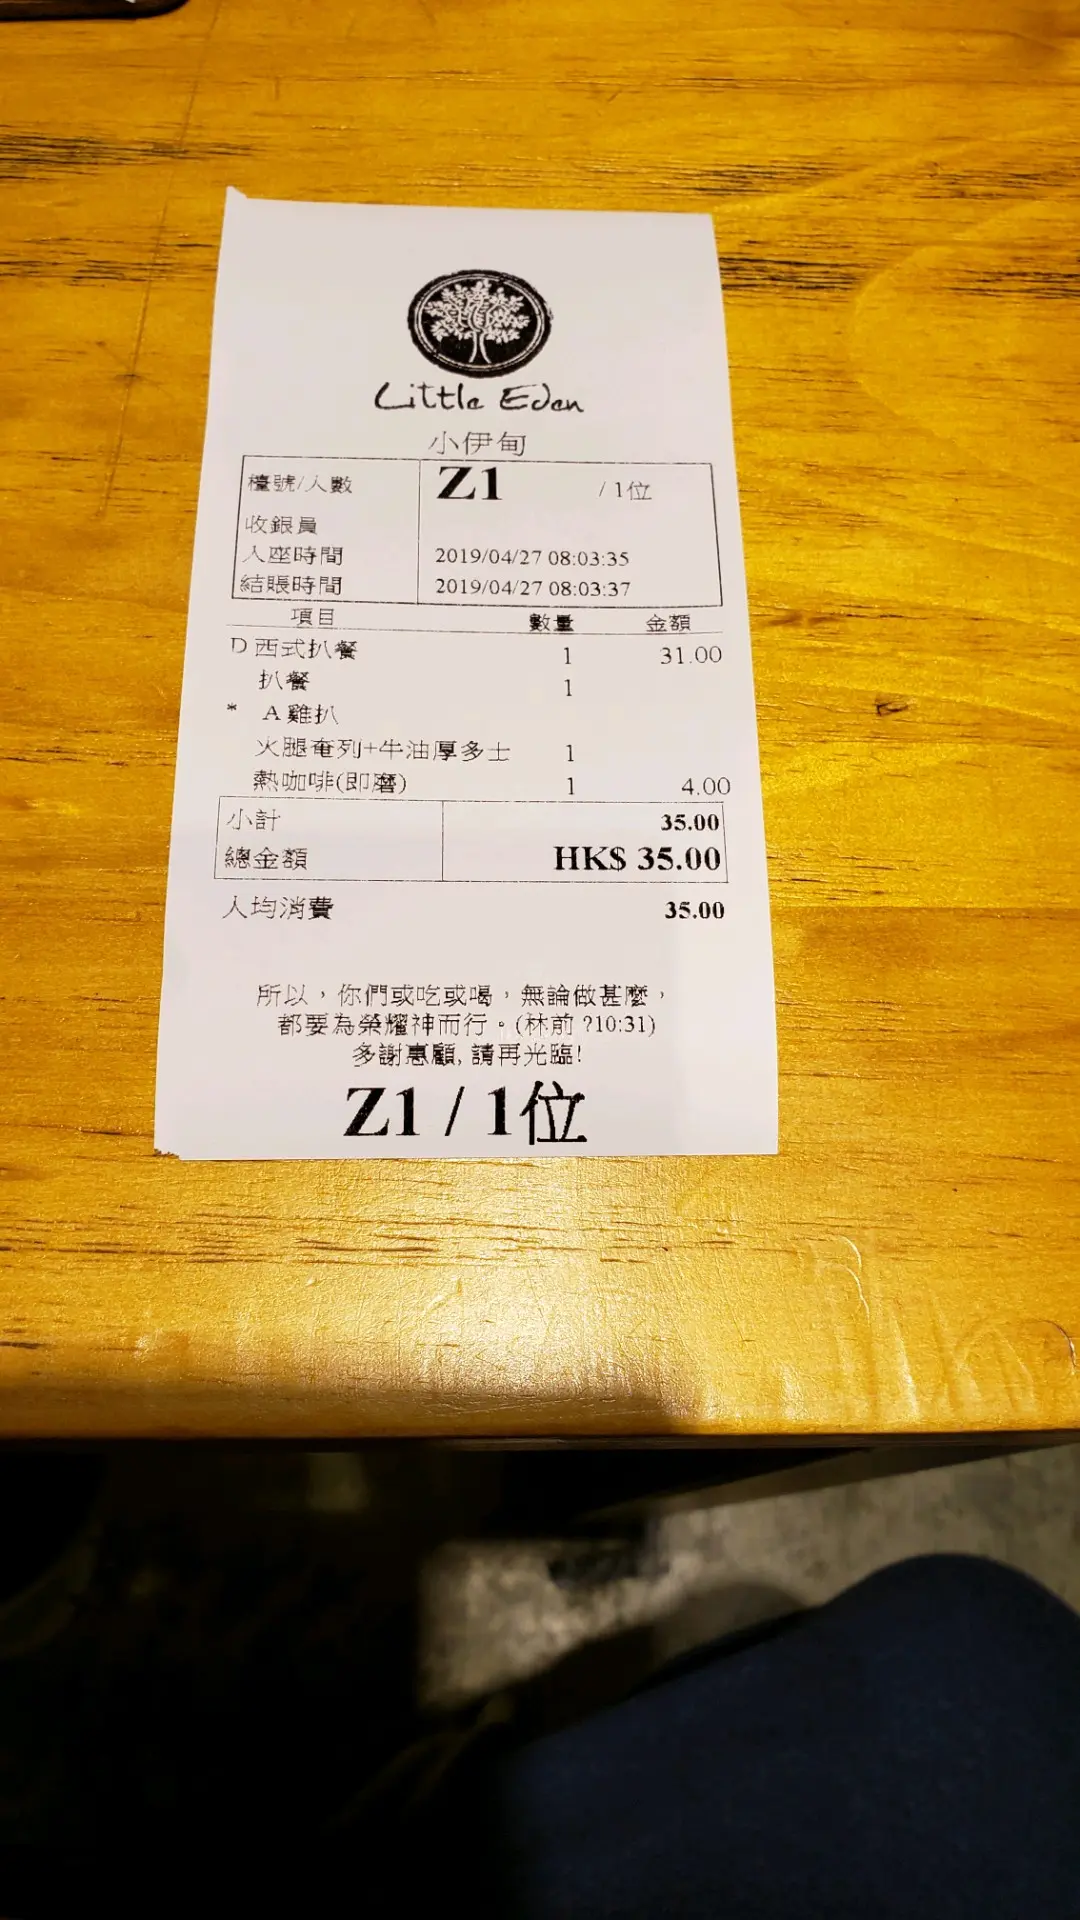 Little Eden
小伊甸
檯號/人數 Z1 / 1位
收銀員
入座時間 2019/04/27 08:03:35
結賬時間 2019/04/27 08:03:37
項目 數量 金額
D 西式扒餐 1 31.00
扒餐 1
* A 雞扒
火腿奄列+牛油厚多士 1
熱咖啡(即磨) 1 4.00
小計 35.00
總金額 HK$ 35.00
人均消費 35.00
所以，你們或吃或喝，無論做甚麼，
都要為榮耀神而行。(林前 ?10:31)
多謝惠顧, 請再光臨!
Z1 / 1位